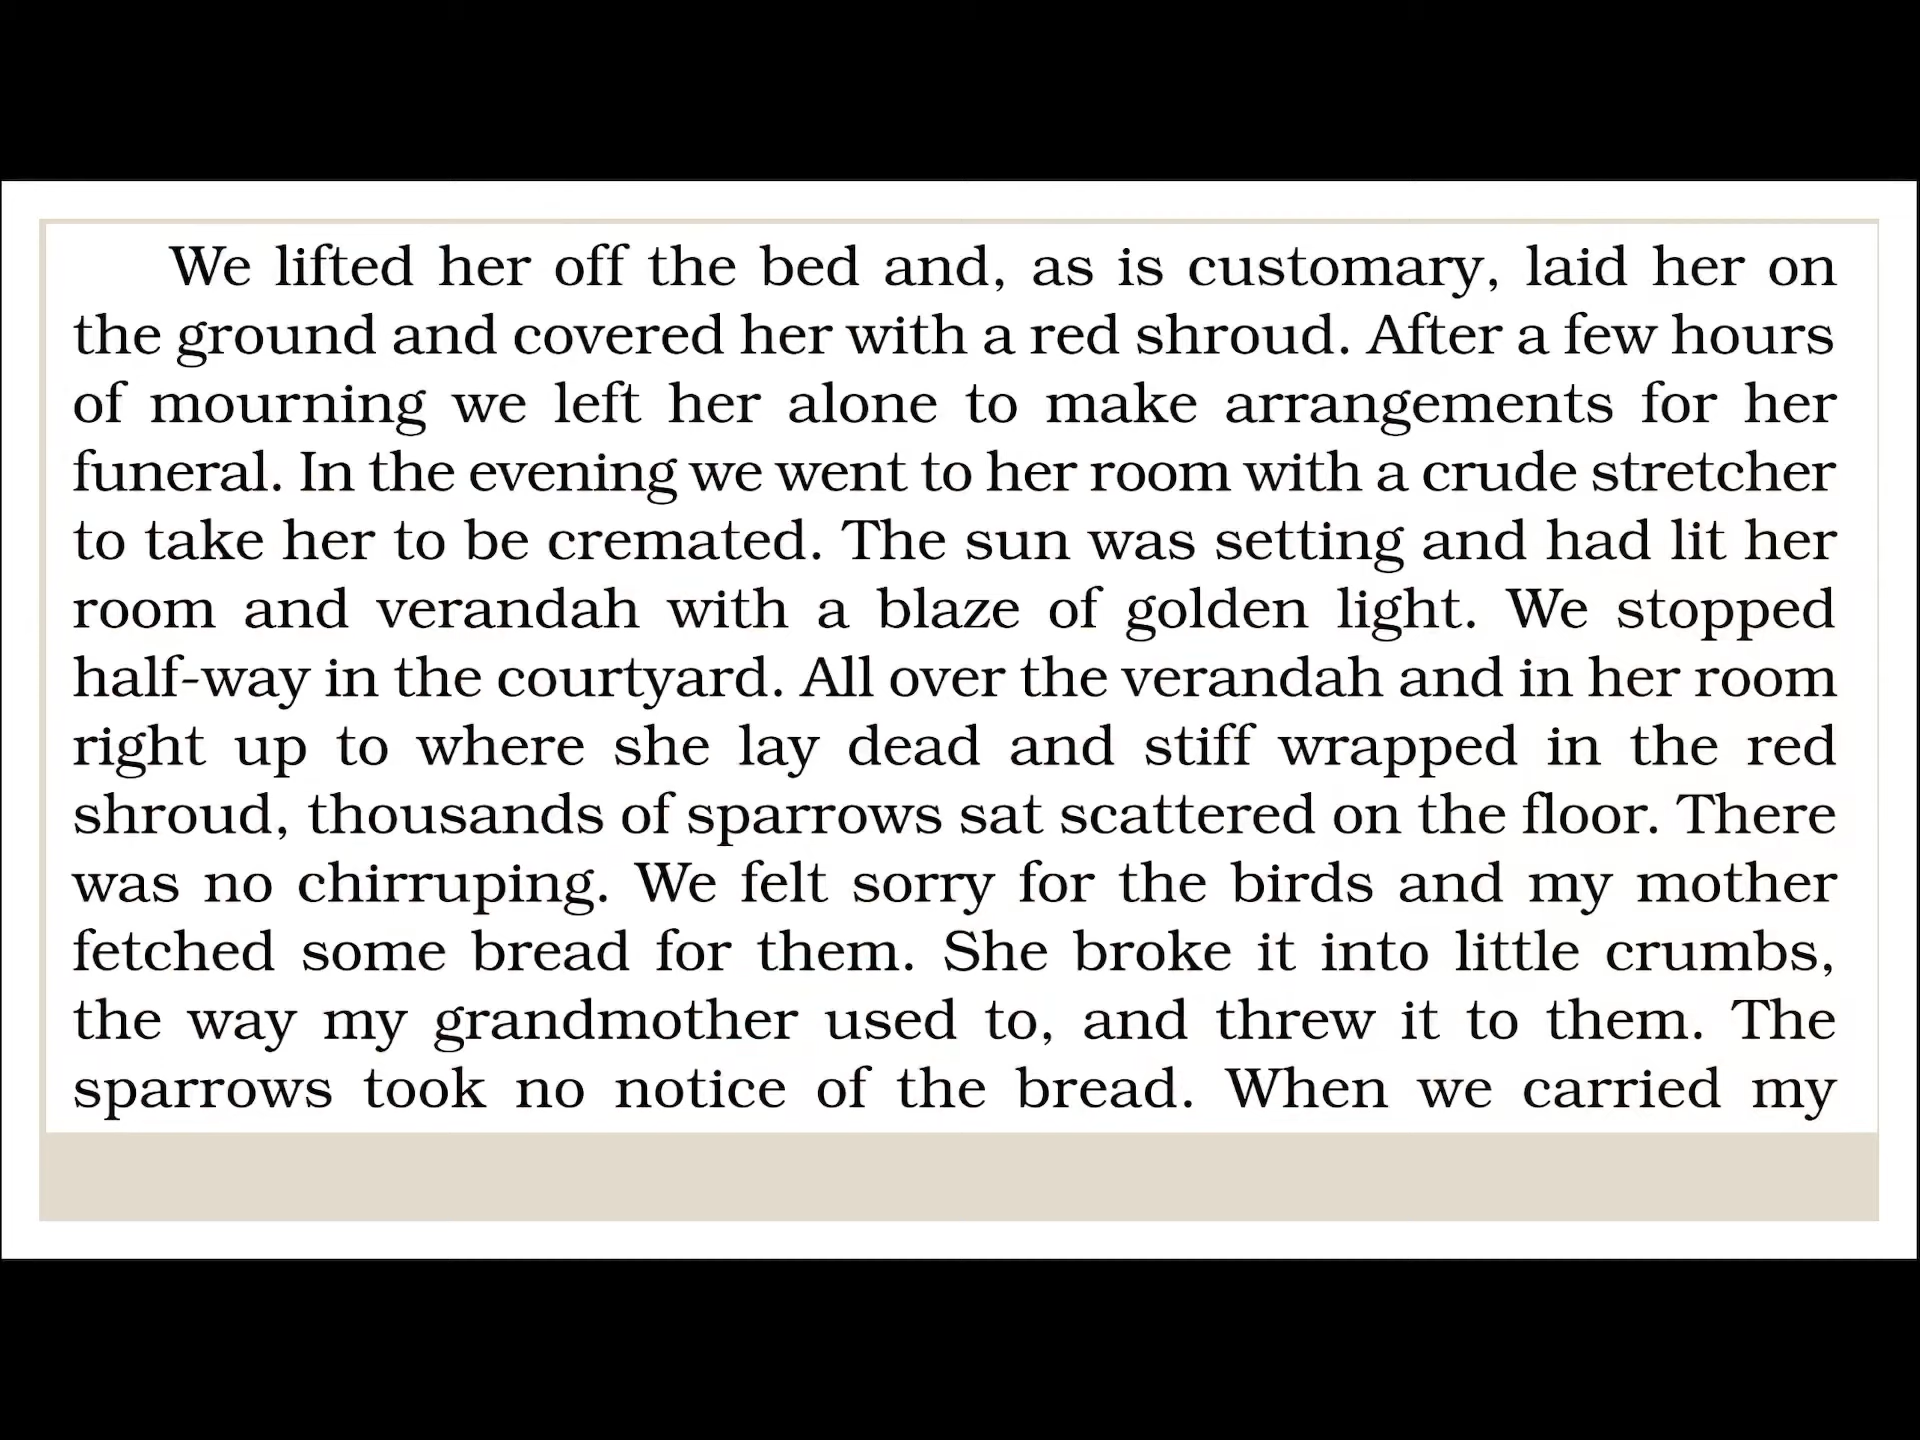 We lifted her off the bed and, as is customary, laid her on
the ground and covered her with a red shroud. After a few hours
of mourning we left her alone to make arrangements for her
funeral. In the evening we went to her room with a crude stretcher
to take her to be cremated. The sun was setting and had lit her
room and verandah with a blaze of golden light. We stopped
half-way in the courtyard. All over the verandah and in her room
right up to where she lay dead and stiff wrapped in the red
shroud, thousands of sparrows sat scattered on the floor. There
was no chirruping. We felt sorry for the birds and my mother
fetched some bread for them. She broke it into little crumbs,
the way my grandmother used to, and threw it to them. The
sparrows took no notice of the bread. When we carried my